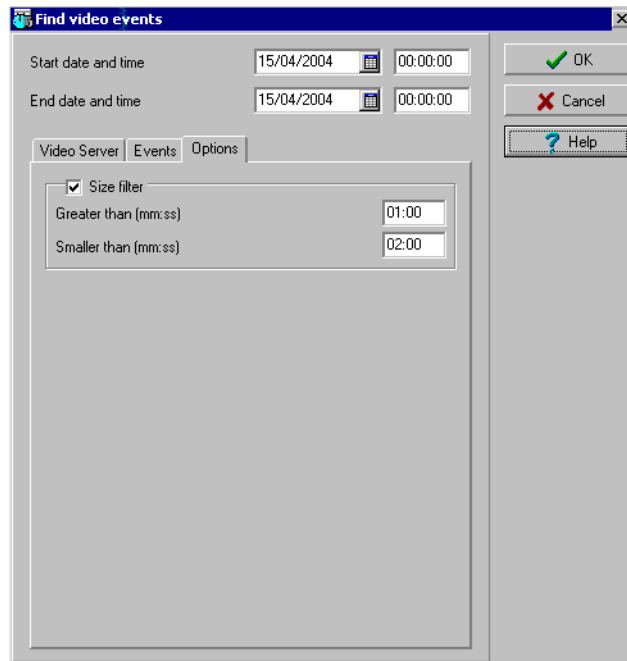 Find video events
Start date and time 15/04/2004 00:00:00 OK
End date and time 15/04/2004 00:00:00 Cancel
Help
Video Server Events Options
Size filter
Greater than (mm:ss) 01:00
Smaller than (mm:ss) 02:00